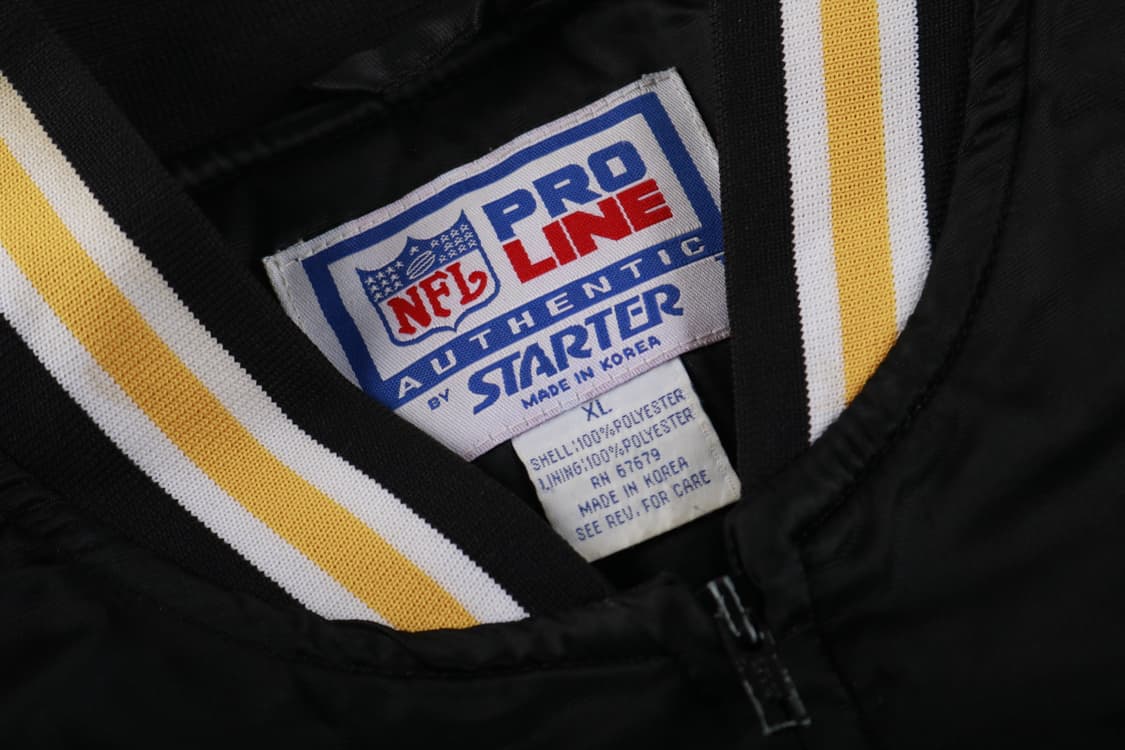 PRO
LINE
NFL
AUTHENTIC
BY STARTER
MADE IN KOREA
XL
SHELL:100%POLYESTER
LINING:100%POLYESTER
RN 67679
MADE IN KOREA
SEE REV. FOR CARE